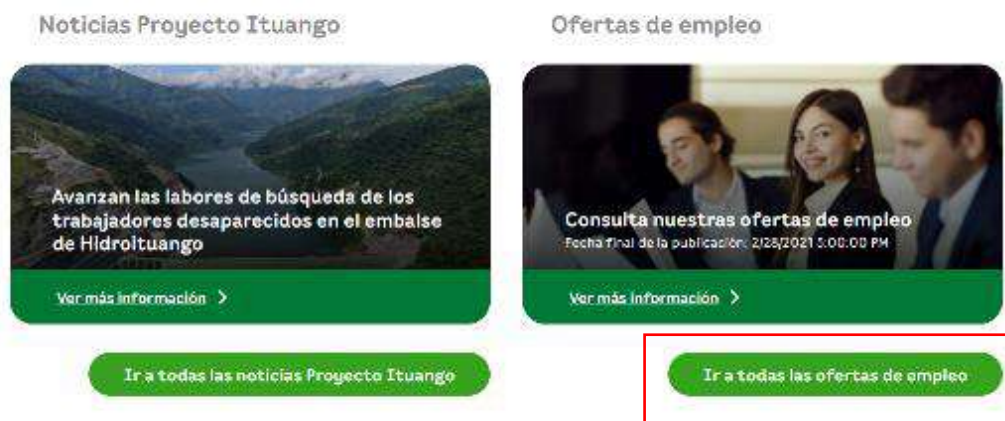 Noticias Proyecto Ituango
Avanzan las labores de búsqueda de los
trabajadores desaparecidos en el embalse
de Hidroituango
Ver más información >
Ir a todas las noticias Proyecto Ituango
Ofertas de empleo
Consulta nuestras ofertas de empleo
Fecha final de la publicación: 2/28/2021 5:00:00 PM
Ver más información >
Ir a todas las ofertas de empleo